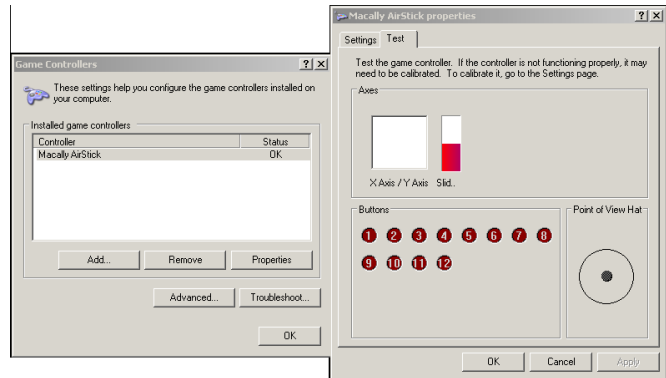 Game Controllers
These settings help you configure the game controllers installed on
your computer.
Installed game controllers
Controller Status
Macally AirStick OK
Add... Remove Properties
Advanced... Troubleshoot...
OK
Macally AirStick properties
Settings Test
Test the game controller. If the controller is not functioning properly, it may
need to be calibrated. To calibrate it, go to the Settings page.
Axes
X Axis / Y Axis Slid..
Buttons
1 2 3 4 5 6 7 8
9 10 11 12
Point of View Hat
OK Cancel Apply